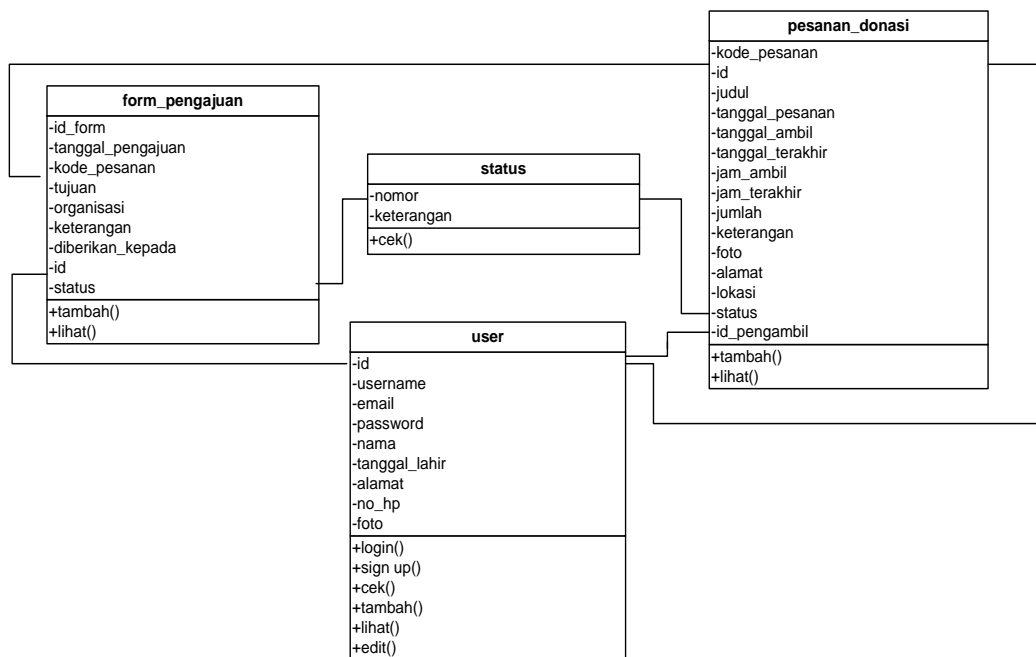 pesanan_donasi
-kode_pesanan
-id
-judul
-tanggal_pesanan
-tanggal_ambil
-tanggal_terakhir
-jam_ambil
-jam_terakhir
-jumlah
-keterangan
-foto
-alamat
-lokasi
-status
-id_pengambil
+tambah()
+lihat()
form_pengajuan
-id_form
-tanggal_pengajuan
-kode_pesanan
-tujuan
-organisasi
-keterangan
-diberikan_kepada
-id
-status
+tambah()
+lihat()
status
-nomor
-keterangan
+cek()
user
-id
-username
-email
-password
-nama
-tanggal_lahir
-alamat
-no_hp
-foto
+login()
+sign up()
+cek()
+tambah()
+lihat()
+edit()